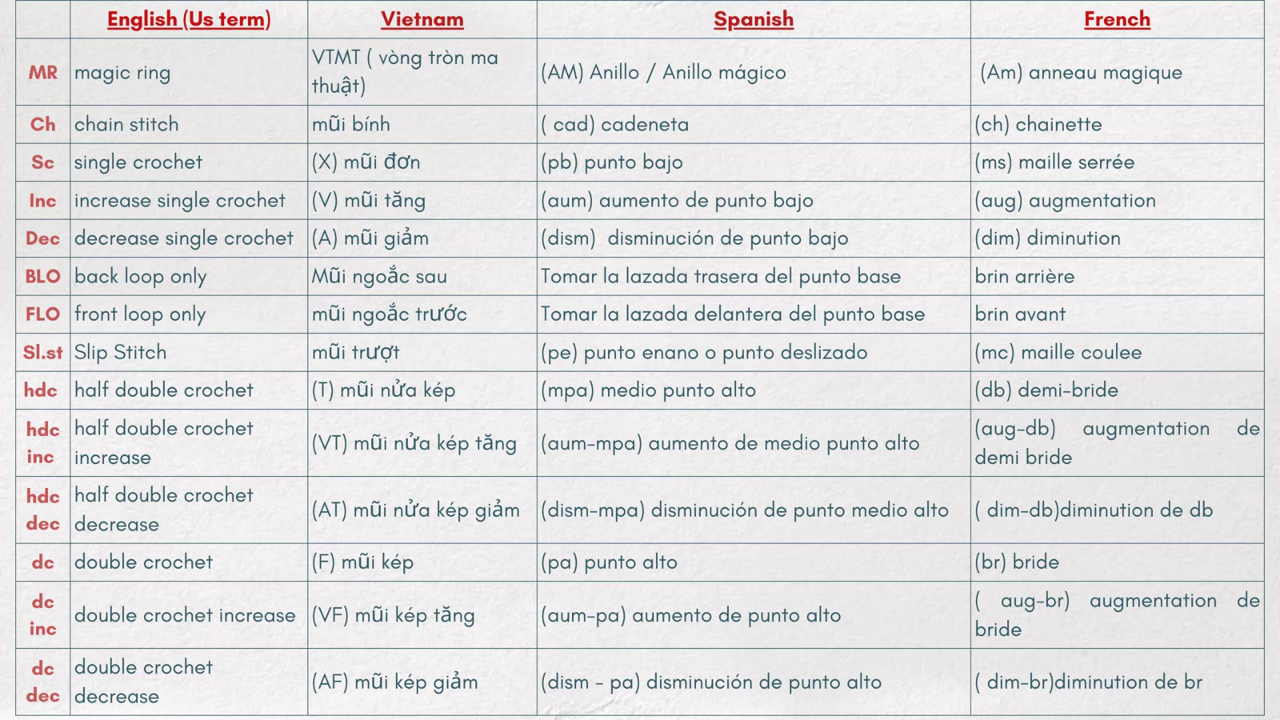 English (Us term) Vietnam Spanish French
MR magic ring VTMT ( vòng tròn ma thuật) (AM) Anillo / Anillo mágico (Am) anneau magique
Ch chain stitch mũi bính ( cad) cadeneta (ch) chainette
Sc single crochet (X) mũi đơn (pb) punto bajo (ms) maille serrée
Inc increase single crochet (V) mũi tăng (aum) aumento de punto bajo (aug) augmentation
Dec decrease single crochet (A) mũi giảm (dism) disminución de punto bajo (dim) diminution
BLO back loop only Mũi ngoắc sau Tomar la lazada trasera del punto base brin arrière
FLO front loop only mũi ngoắc trước Tomar la lazada delantera del punto base brin avant
Sl.st Slip Stitch mũi trượt (pe) punto enano o punto deslizado (mc) maille coulee
hdc half double crochet (T) mũi nửa kép (mpa) medio punto alto (db) demi-bride
hdc inc half double crochet increase (VT) mũi nửa kép tăng (aum-mpa) aumento de medio punto alto (aug-db) augmentation de demi bride
hdc dec half double crochet decrease (AT) mũi nửa kép giảm (dism-mpa) disminución de punto medio alto ( dim-db)diminution de db
dc double crochet (F) mũi kép (pa) punto alto (br) bride
dc inc double crochet increase (VF) mũi kép tăng (aum-pa) aumento de punto alto ( aug-br) augmentation de bride
dc dec double crochet decrease (AF) mũi kép giảm (dism - pa) disminución de punto alto ( dim-br)diminution de br